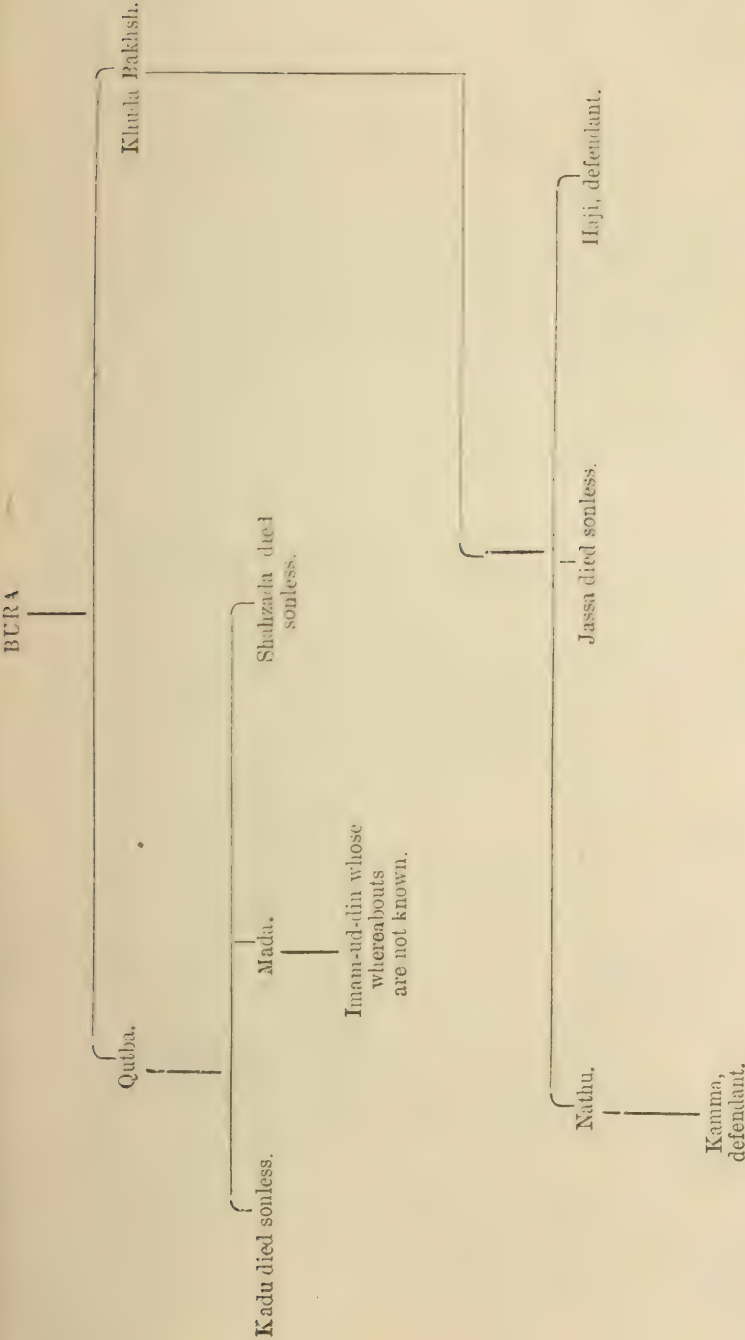 BURA
Qutba.
Khuda Bakhsh.
Kadu died sonless.
Mada.
Shahzada died
sonless.
Imam-ud-din whose
whereabouts
are not known.
Nathu.
Jassa died sonless.
Haji, defendant.
Kamma,
defendant.